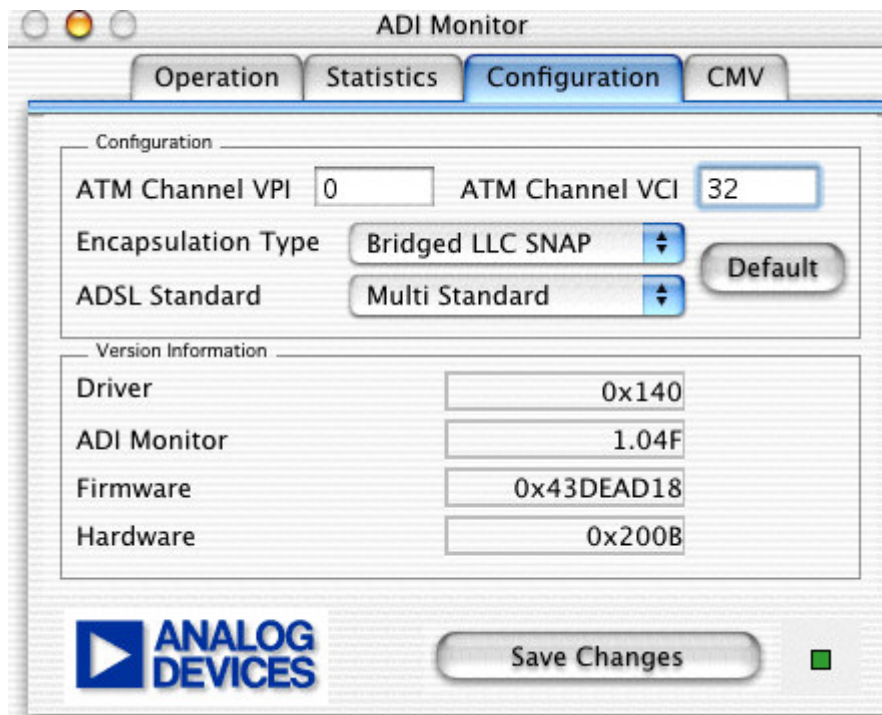 ADI Monitor
Operation Statistics Configuration CMV
Configuration
ATM Channel VPI 0 ATM Channel VCI 32
Encapsulation Type Bridged LLC SNAP
Default
ADSL Standard Multi Standard
Version Information
Driver 0x140
ADI Monitor 1.04F
Firmware 0x43DEAD18
Hardware 0x200B
ANALOG
DEVICES
Save Changes